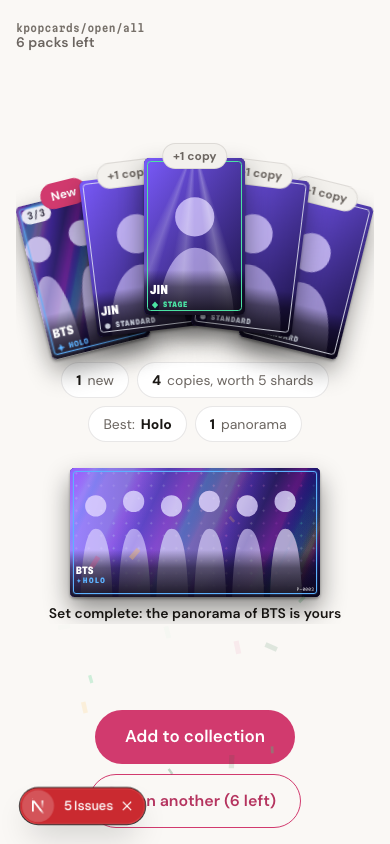 kpopcards/open/all
6 packs left
+1 copy
New
+1 cop
1 copy
1 copy
3/3
JIN
STAGE
JIN
STANDARD
STANDARD
BTS
HOLO
1 new
4 copies, worth 5 shards
Best: Holo
1 panorama
BTS
HOLO
P-0003
Set complete: the panorama of BTS is yours
Add to collection
n another (6 left)
N
5 Issues